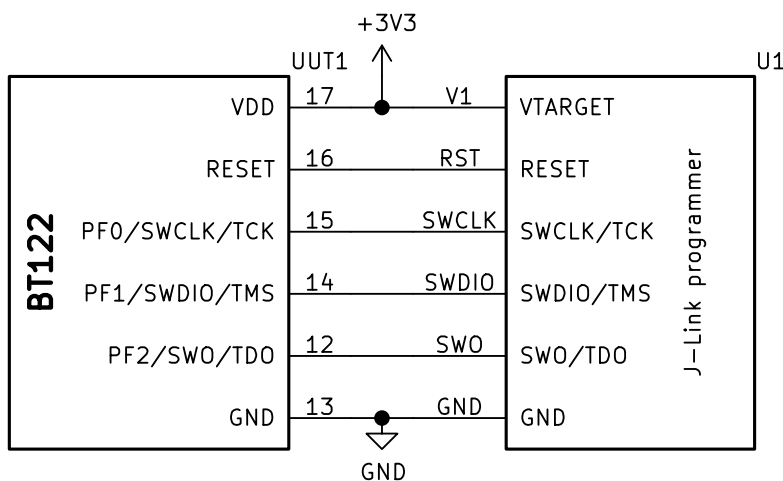 +3V3
UUT1
U1
VDD 17 V1 VTARGET
RESET 16 RST RESET
PF0/SWCLK/TCK 15 SWCLK SWCLK/TCK
PF1/SWDIO/TMS 14 SWDIO SWDIO/TMS
PF2/SWO/TDO 12 SWO SWO/TDO
GND 13 GND GND
BT122
J-Link programmer
GND